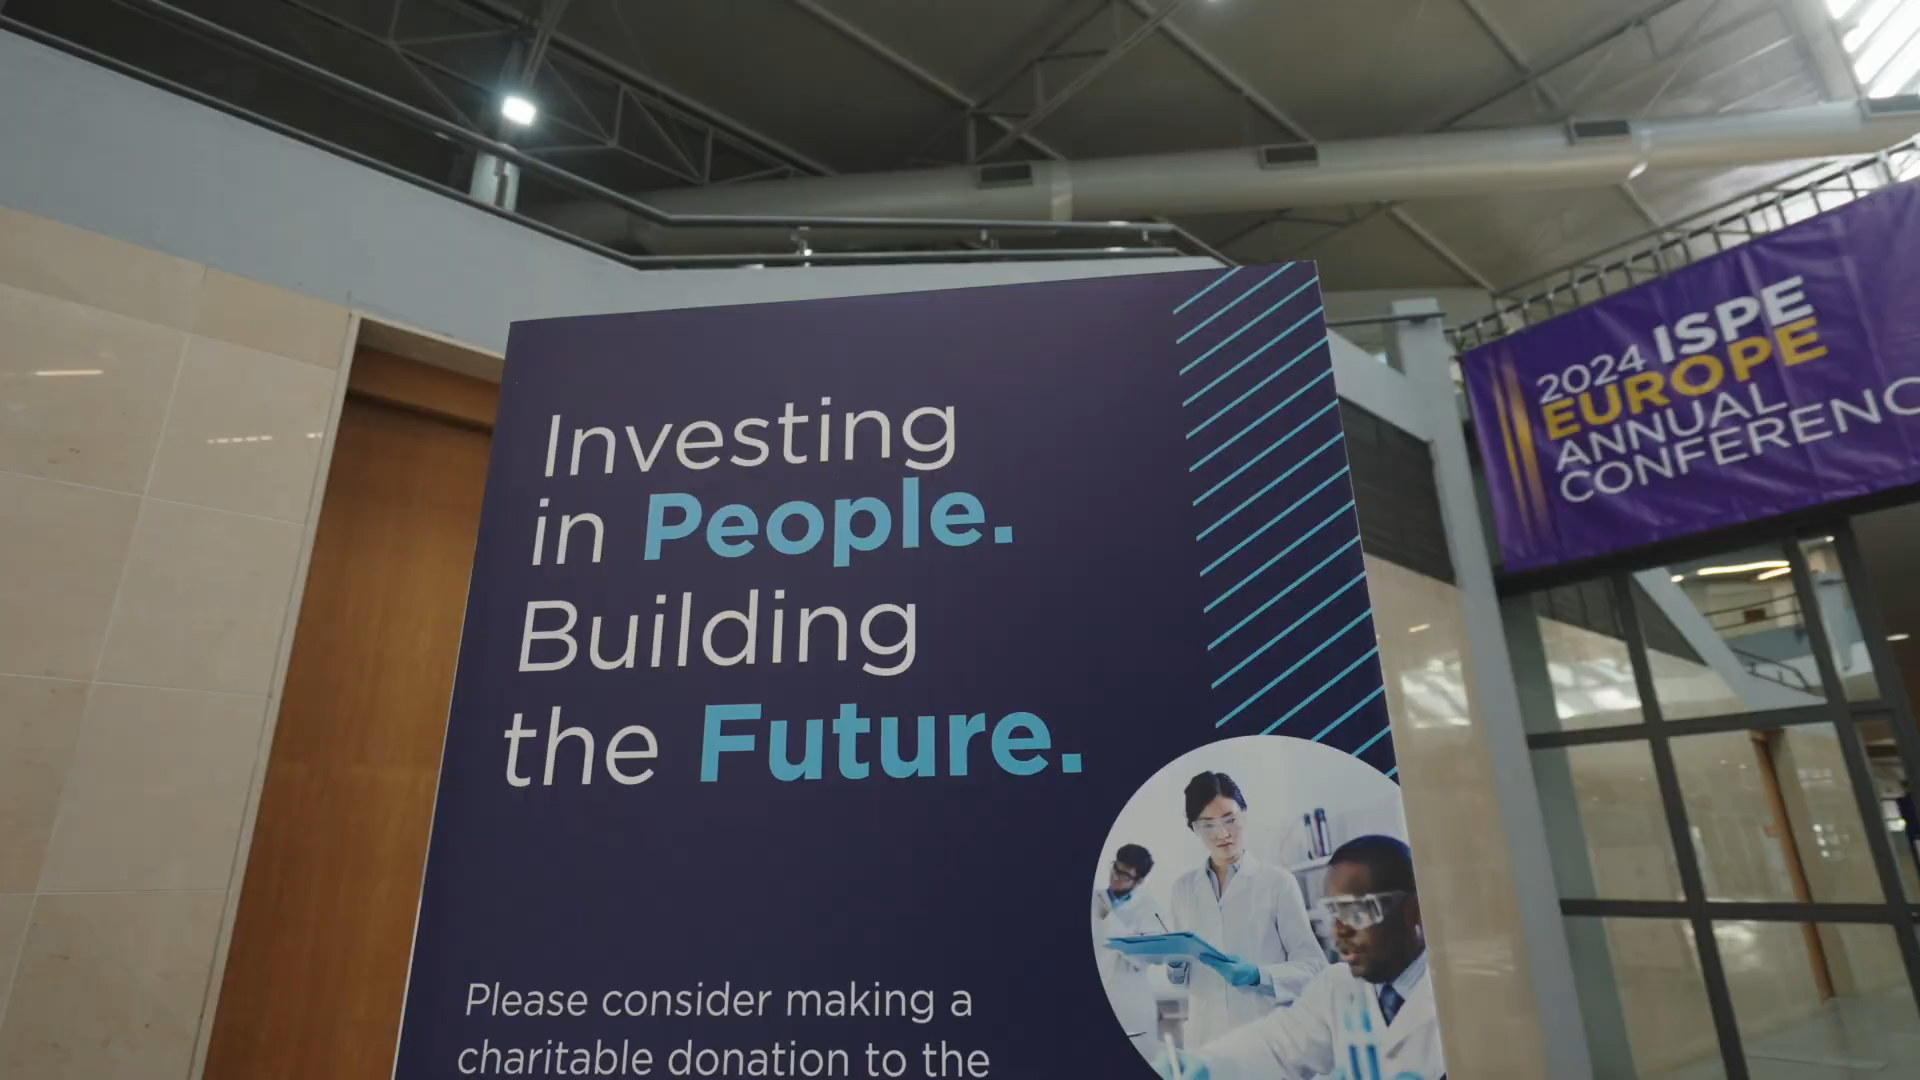 Investing
in People.
Building
the Future.
Please consider making a
charitable donation to the
2024 ISPE
EUROPE
ANNUAL
CONFERENC